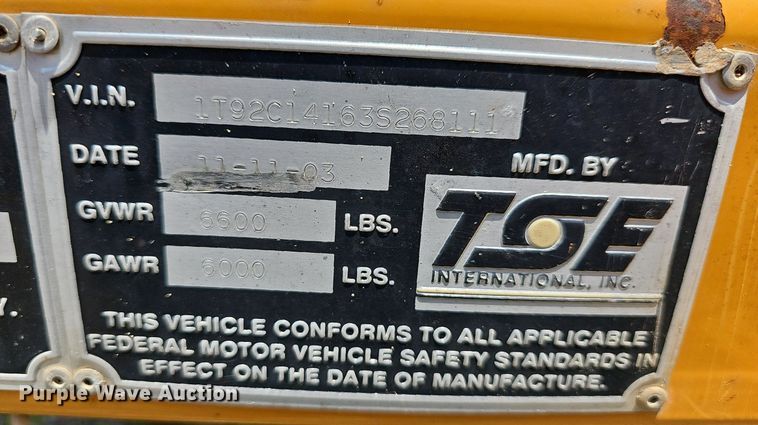 V.I.N. 1T92C14163S268111
DATE 11-11-03
MFD. BY
GVWR 6600 LBS.
TSE
GAWR 6000 LBS.
INTERNATIONAL, INC.
THIS VEHICLE CONFORMS TO ALL APPLICABLE
FEDERAL MOTOR VEHICLE SAFETY STANDARDS IN
EFFECT ON THE DATE OF MANUFACTURE.
Y.
Purple Wave Auction